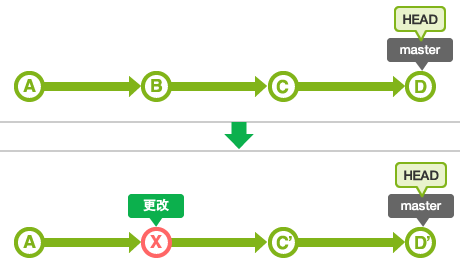 HEAD
master
A B C D
HEAD
更改 master
A X C' D'